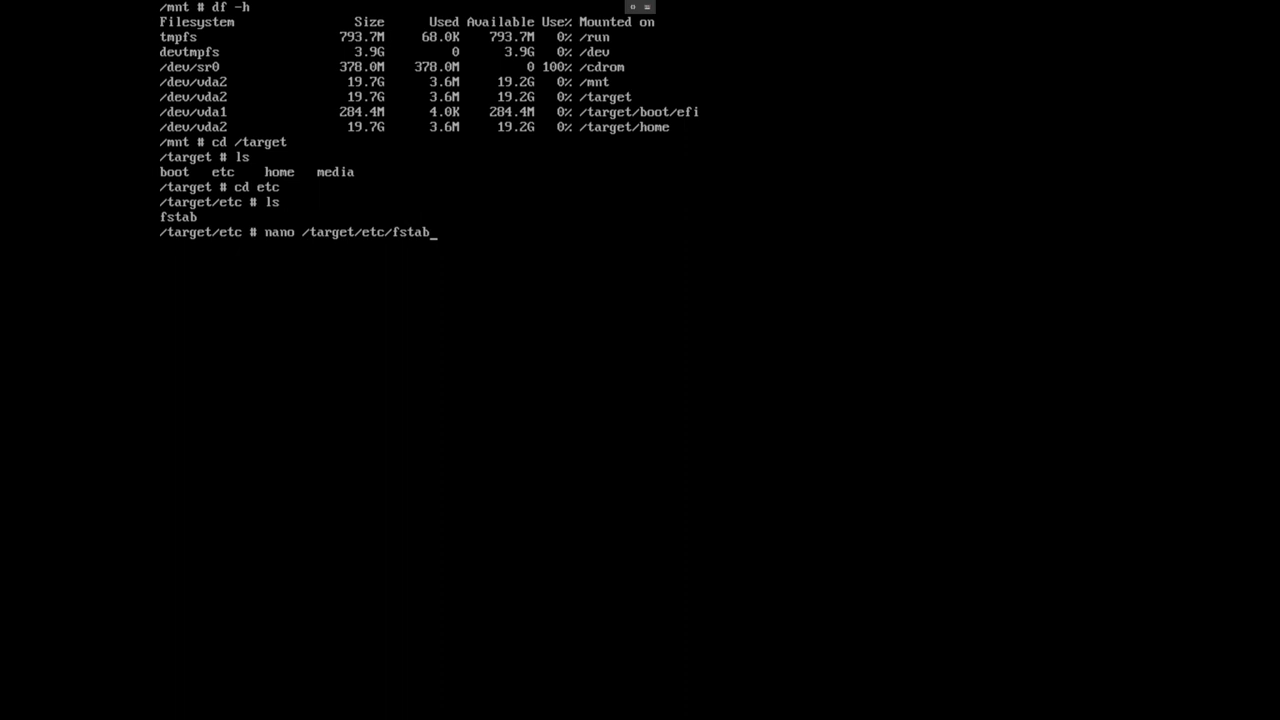 /mnt # df -h
Filesystem Size Used Available Use% Mounted on
tmpfs 793.7M 68.0K 793.7M 0% /run
devtmpfs 3.9G 0 3.9G 0% /dev
/dev/sr0 378.0M 378.0M 0 100% /cdrom
/dev/vda2 19.7G 3.6M 19.2G 0% /mnt
/dev/vda2 19.7G 3.6M 19.2G 0% /target
/dev/vda1 284.4M 4.0K 284.4M 0% /target/boot/efi
/dev/vda2 19.7G 3.6M 19.2G 0% /target/home
/mnt # cd /target
/target # ls
boot etc home media
/target # cd etc
/target/etc # ls
fstab
/target/etc # nano /target/etc/fstab_